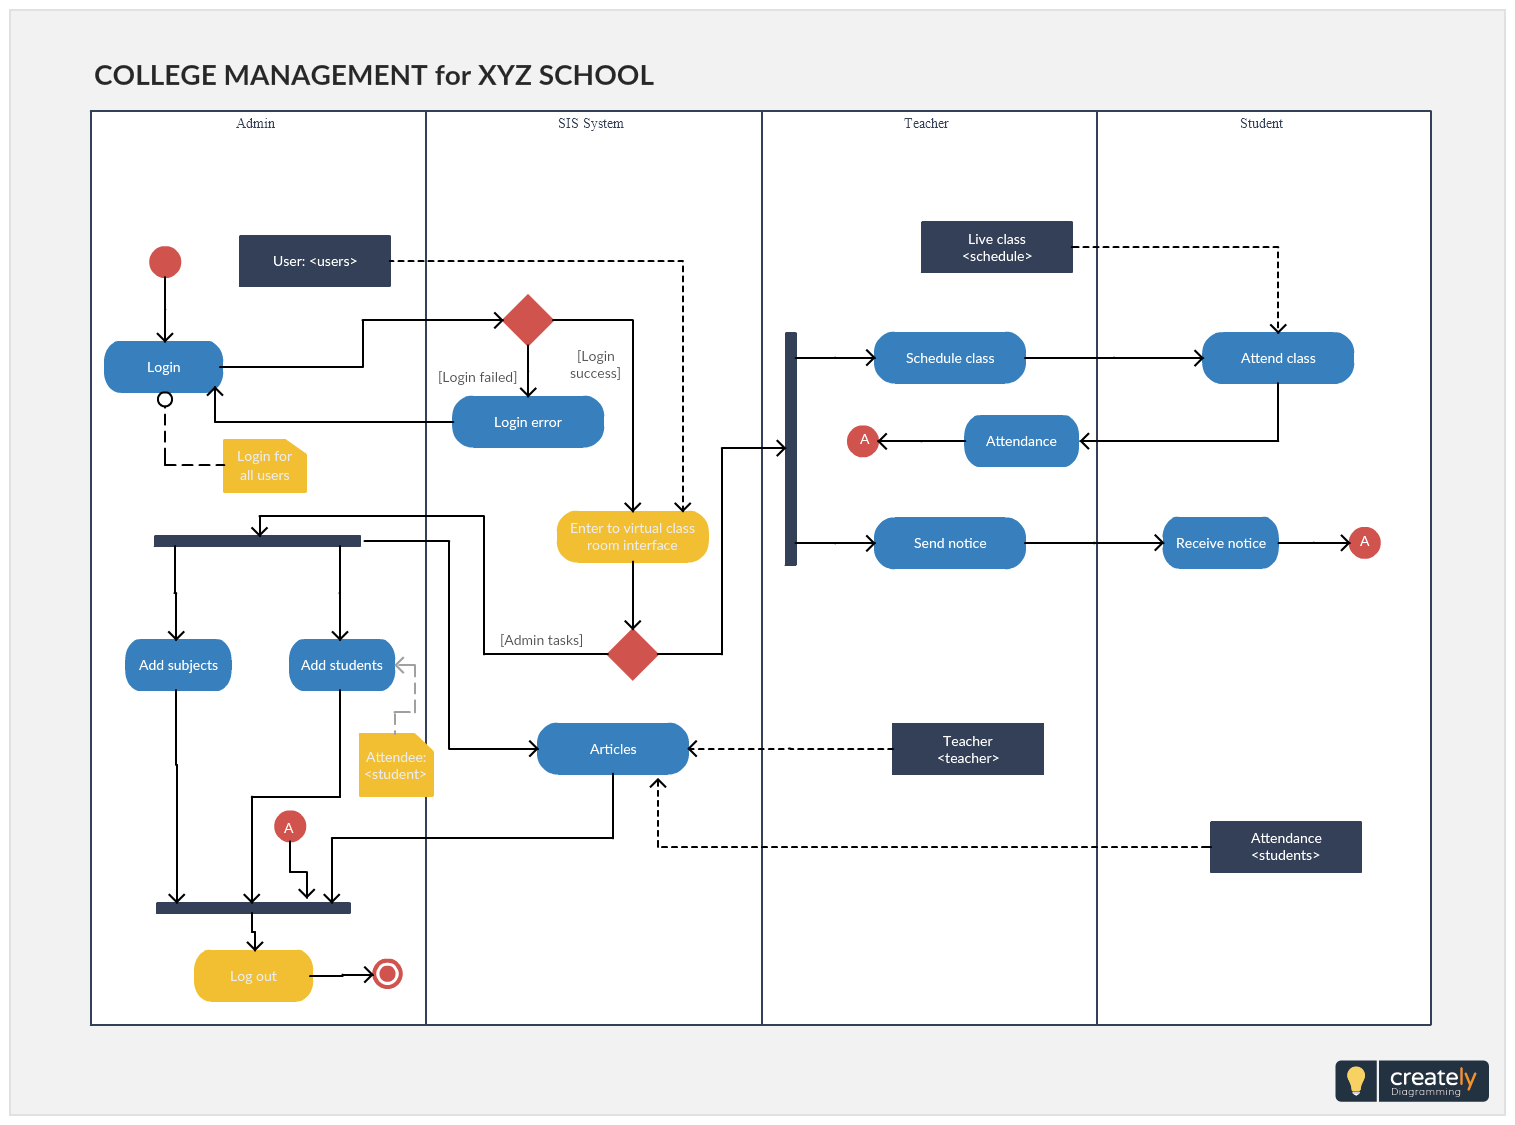 COLLEGE MANAGEMENT for XYZ SCHOOL
Admin
SIS System
Teacher
Student
User: <users>
Live class
<schedule>
Login
[Login failed]
[Login
success]
Schedule class
Attend class
Login error
A
Attendance
Login for
all users
Enter to virtual class
room interface
Send notice
Receive notice
A
[Admin tasks]
Add subjects
Add students
Articles
Teacher
<teacher>
Attendee:
<student>
A
Attendance
<students>
Log out
creately
Diagramming